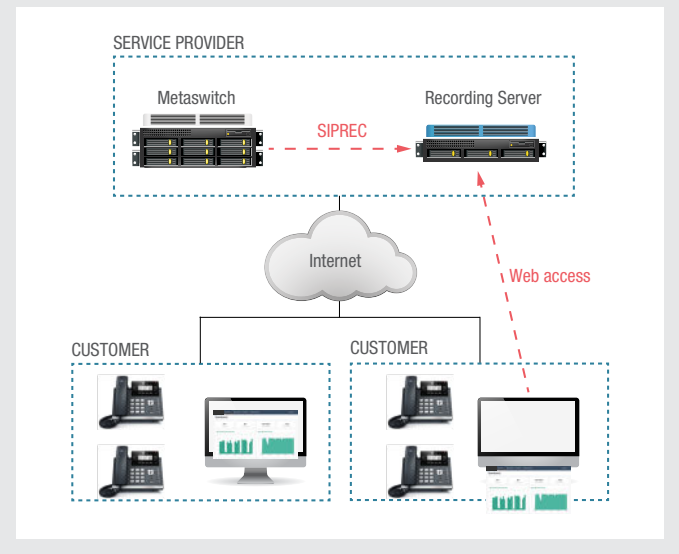 SERVICE PROVIDER
Metaswitch
Recording Server
SIPREC
Internet
Web access
CUSTOMER
CUSTOMER